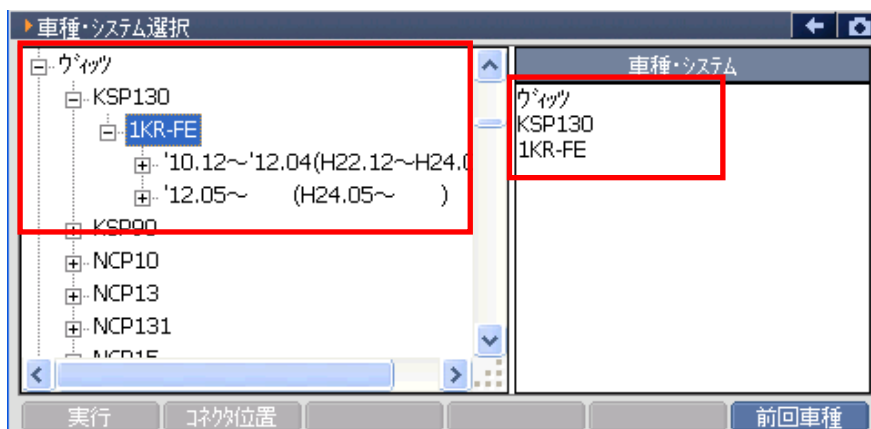 車種・システム選択
ヴィッツ
KSP130
1KR-FE
'10.12～'12.04(H22.12～H24.0
'12.05～ (H24.05～ )
KSP90
NCP10
NCP13
NCP131
NCP15
車種・システム
ヴィッツ
KSP130
1KR-FE
実行
コネクタ位置
前回車種